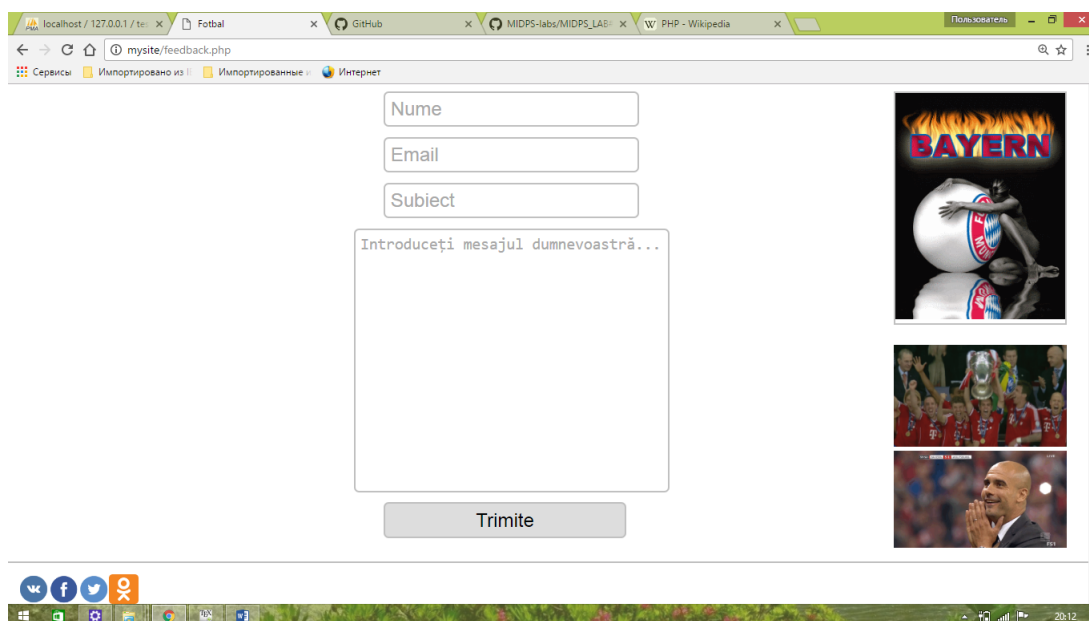 localhost / 127.0.0.1 / tes
Fotbal
GitHub
MIDPS-labs/MIDPS_LAB
PHP - Wikipedia
Пользователь
mysite/feedback.php
Сервисы
Импортировано из
Импортированные
Интернет
Nume
Email
Subiect
Introduceți mesajul dumnevoastră...
Trimite
BAYERN
20:12